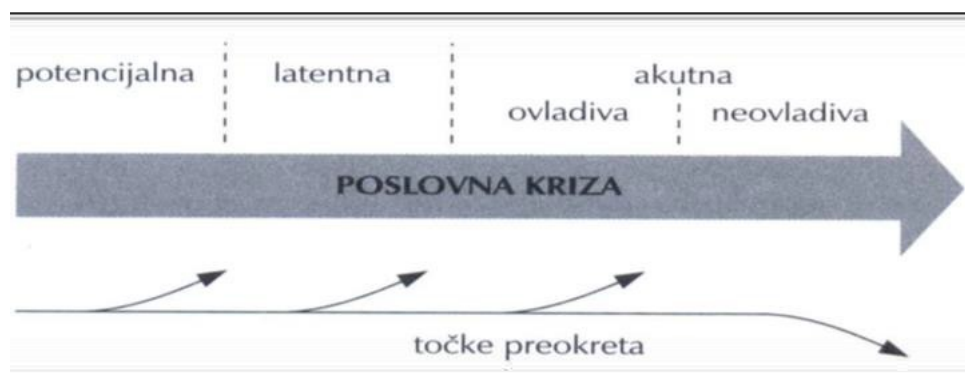 potencijalna latentna akutna
ovladiva neovladiva
POSLOVNA KRIZA
točke preokreta